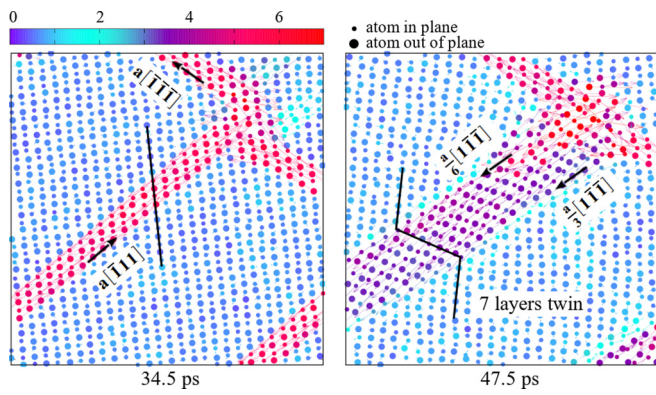 0 2 4 6
atom in plane
atom out of plane
a[1̄1̄1̄]
a[1̄11]
34.5 ps
a/6[11̄1̄]
a/3[11̄1̄]
7 layers twin
47.5 ps